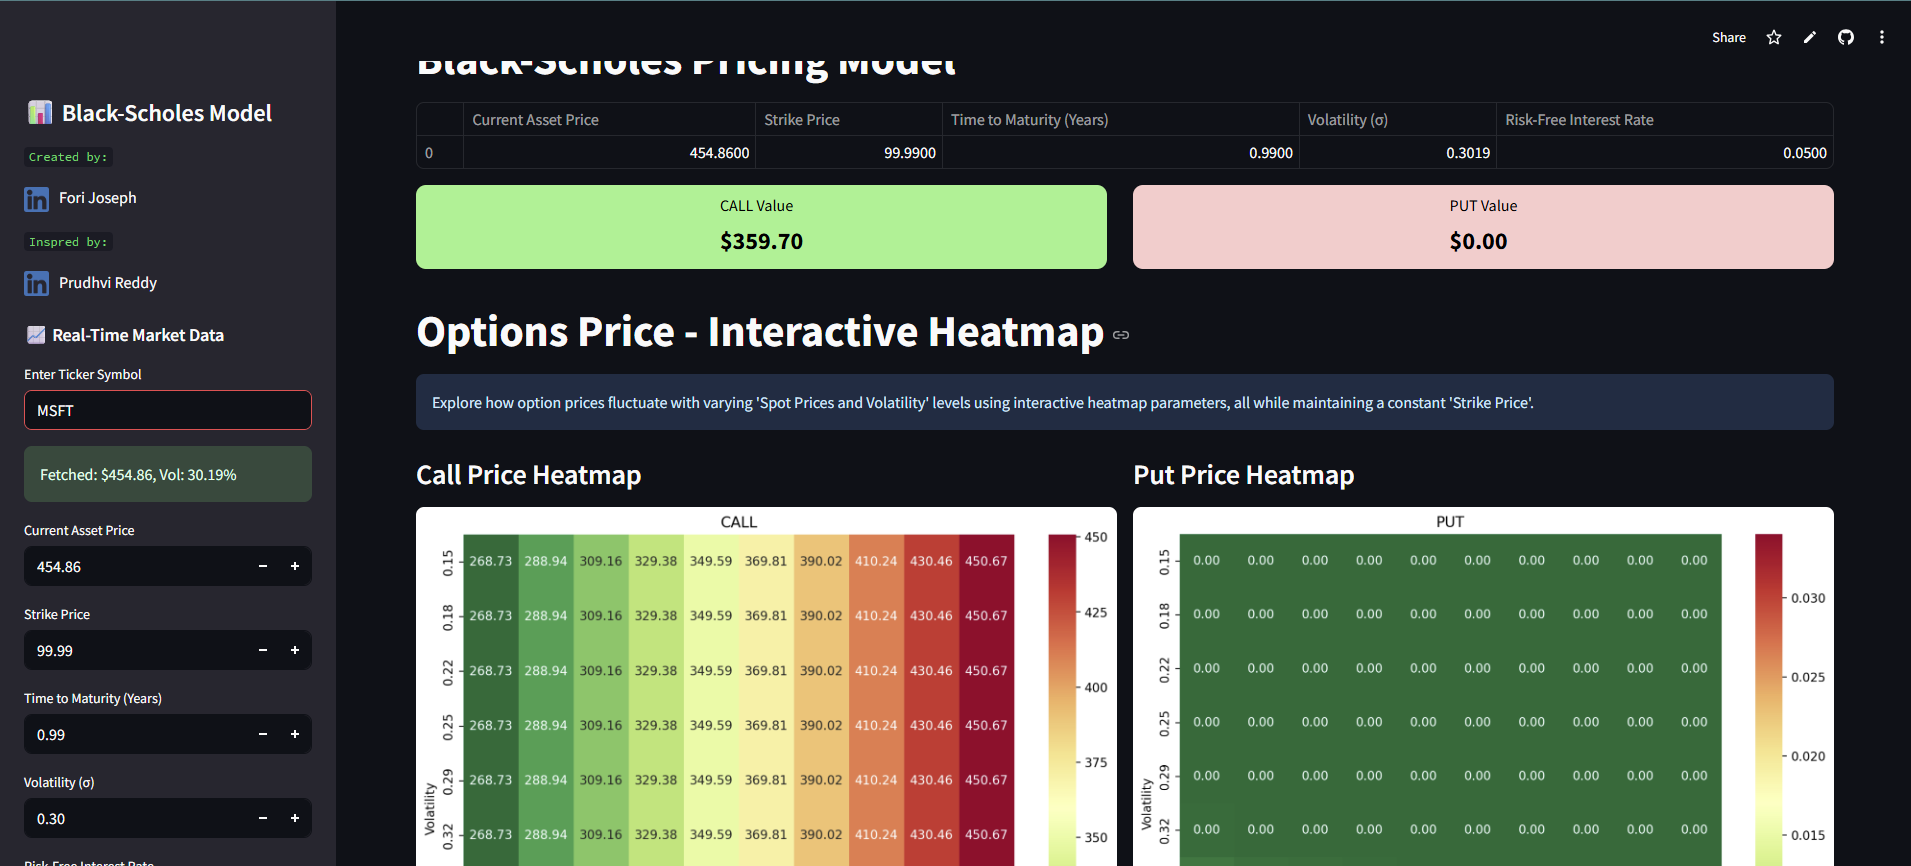 Share
Black-Scholes Model
Created by:
Fori Joseph
Inspred by:
Prudhvi Reddy
Real-Time Market Data
Enter Ticker Symbol
MSFT
Fetched: $454.86, Vol: 30.19%
Current Asset Price
454.86 − +
Strike Price
99.99 − +
Time to Maturity (Years)
0.99 − +
Volatility (σ)
0.30 − +
Risk-Free Interest Rate
Black-Scholes Pricing Model
Current Asset Price Strike Price Time to Maturity (Years) Volatility (σ) Risk-Free Interest Rate
0 454.8600 99.9900 0.9900 0.3019 0.0500
CALL Value
$359.70
PUT Value
$0.00
Options Price - Interactive Heatmap
Explore how option prices fluctuate with varying 'Spot Prices and Volatility' levels using interactive heatmap parameters, all while maintaining a constant 'Strike Price'.
Call Price Heatmap
CALL
0.15 268.73 288.94 309.16 329.38 349.59 369.81 390.02 410.24 430.46 450.67
0.18 268.73 288.94 309.16 329.38 349.59 369.81 390.02 410.24 430.46 450.67
0.22 268.73 288.94 309.16 329.38 349.59 369.81 390.02 410.24 430.46 450.67
0.25 268.73 288.94 309.16 329.38 349.59 369.81 390.02 410.24 430.46 450.67
0.29 268.73 288.94 309.16 329.38 349.59 369.81 390.02 410.24 430.46 450.67
0.32 268.73 288.94 309.16 329.38 349.59 369.81 390.02 410.24 430.46 450.67
Volatility
450
425
400
375
350
Put Price Heatmap
PUT
0.15 0.00 0.00 0.00 0.00 0.00 0.00 0.00 0.00 0.00 0.00
0.18 0.00 0.00 0.00 0.00 0.00 0.00 0.00 0.00 0.00 0.00
0.22 0.00 0.00 0.00 0.00 0.00 0.00 0.00 0.00 0.00 0.00
0.25 0.00 0.00 0.00 0.00 0.00 0.00 0.00 0.00 0.00 0.00
0.29 0.00 0.00 0.00 0.00 0.00 0.00 0.00 0.00 0.00 0.00
0.32 0.00 0.00 0.00 0.00 0.00 0.00 0.00 0.00 0.00 0.00
Volatility
0.030
0.025
0.020
0.015